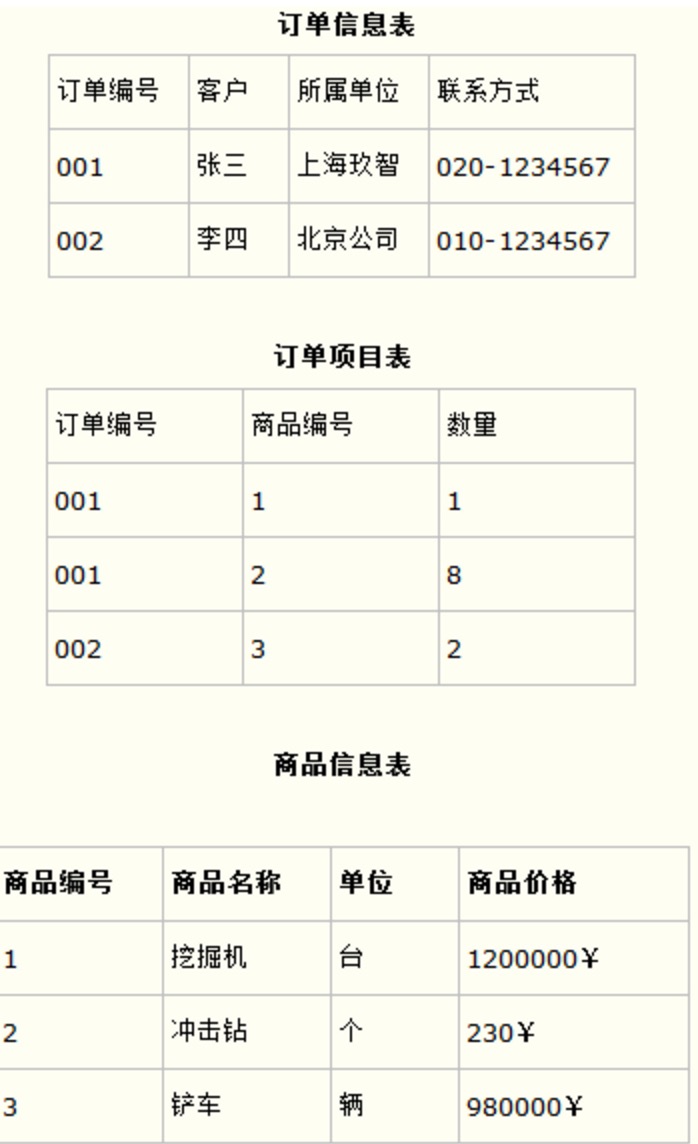 订单信息表
订单编号 客户 所属单位 联系方式
001 张三 上海玖智 020-1234567
002 李四 北京公司 010-1234567
订单项目表
订单编号 商品编号 数量
001 1 1
001 2 8
002 3 2
商品信息表
商品编号 商品名称 单位 商品价格
1 挖掘机 台 1200000¥
2 冲击钻 个 230¥
3 铲车 辆 980000¥